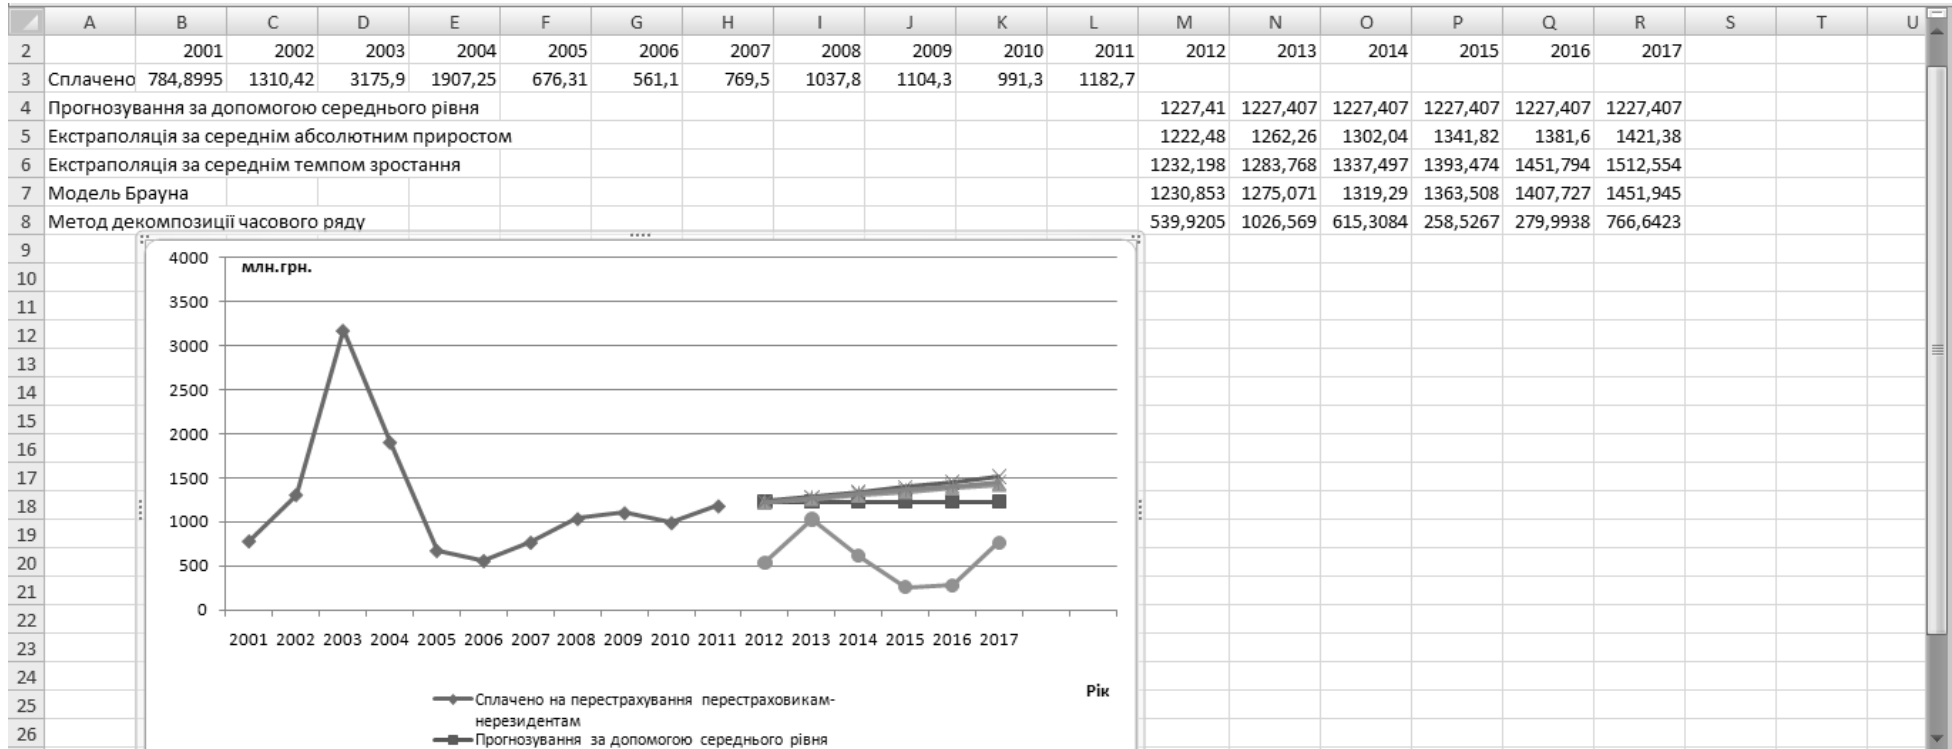 A B C D E F G H I J K L M N O P Q R S T U
2 2001 2002 2003 2004 2005 2006 2007 2008 2009 2010 2011 2012 2013 2014 2015 2016 2017
3 Сплачено 784,8995 1310,42 3175,9 1907,25 676,31 561,1 769,5 1037,8 1104,3 991,3 1182,7
4 Прогнозування за допомогою середнього рівня 1227,41 1227,407 1227,407 1227,407 1227,407 1227,407
5 Екстраполяція за середнім абсолютним приростом 1222,48 1262,26 1302,04 1341,82 1381,6 1421,38
6 Екстраполяція за середнім темпом зростання 1232,198 1283,768 1337,497 1393,474 1451,794 1512,554
7 Модель Брауна 1230,853 1275,071 1319,29 1363,508 1407,727 1451,945
8 Метод декомпозиції часового ряду 539,9205 1026,569 615,3084 258,5267 279,9938 766,6423
9
10
11
12
13
14
15
16
17
18
19
20
21
22
23
24
25
26
млн.грн.
4000
3500
3000
2500
2000
1500
1000
500
0
2001 2002 2003 2004 2005 2006 2007 2008 2009 2010 2011 2012 2013 2014 2015 2016 2017
Рік
Сплачено на перестрахування перестраховикам-
нерезидентам
Прогнозування за допомогою середнього рівня